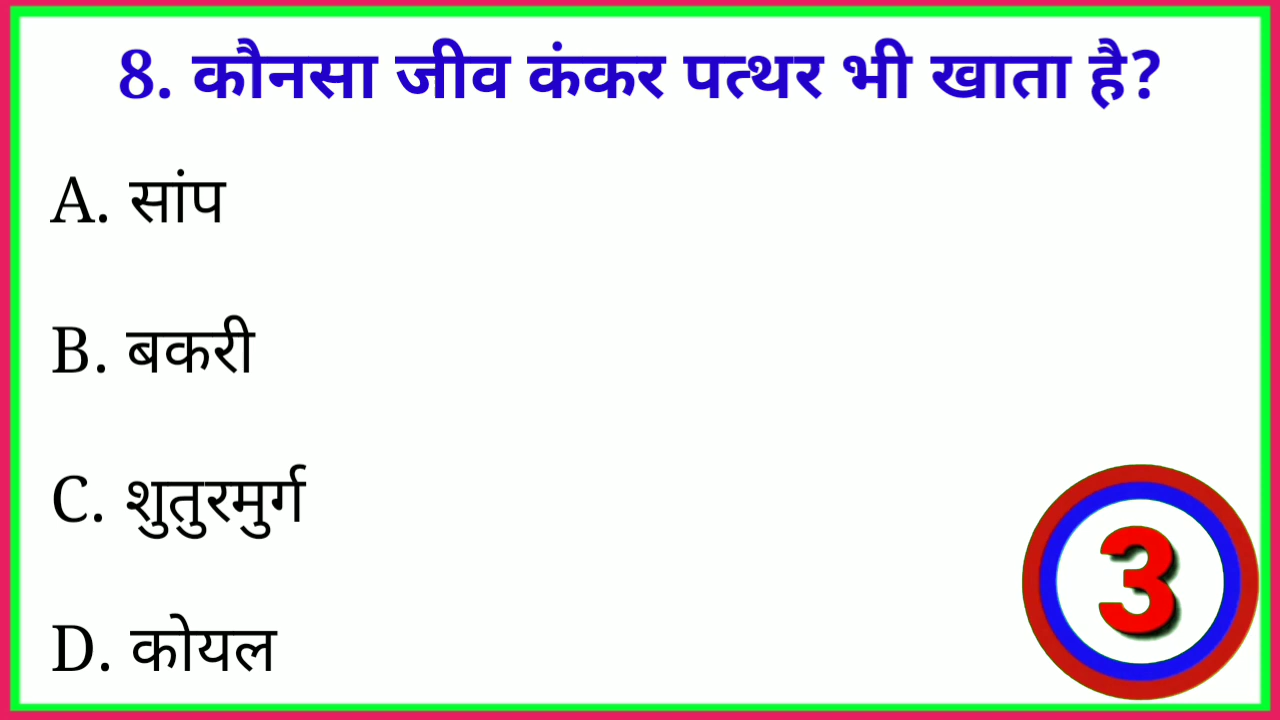 8. कौनसा जीव कंकर पत्थर भी खाता है?
A. सांप
B. बकरी
C. शुतुरमुर्ग
D. कोयल
3